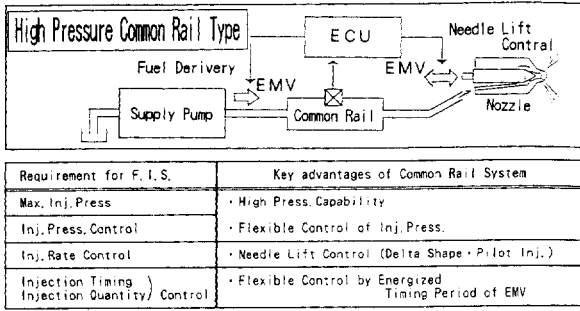 High Pressure Common Rail Type
ECU
Needle Lift
Contral
Fuel Derivery
EMV
EMV
Supply Pump
Common Rail
Nozzle
Requirement for F.I.S.
Key advantages of Common Rail System
Max. Inj. Press
・High Press. Capability
Inj. Press. Control
・Flexible Control of Inj. Press.
Inj. Rate Control
・Needle Lift Control (Delta Shape・Pilot Inj.)
Injection Timing
Injection Quantity) Control
・Flexible Control by Energized
Timing Period of EMV